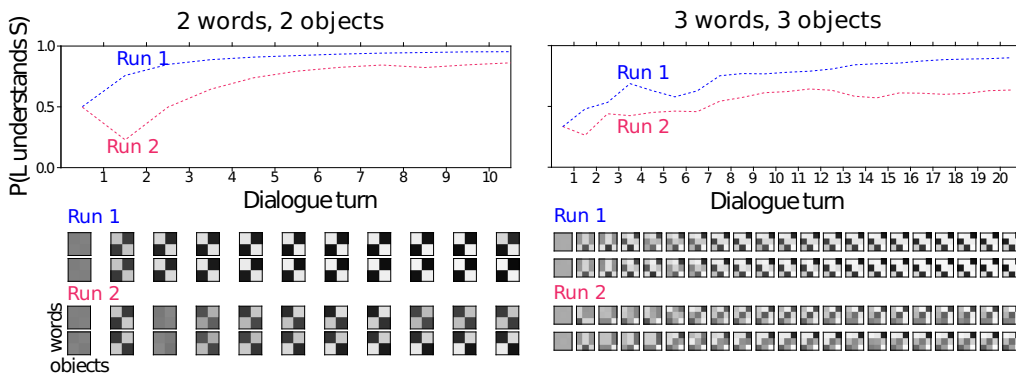 2 words, 2 objects
P(L understands S)
1.0
0.5
0.0
Run 1
Run 2
1 2 3 4 5 6 7 8 9 10
Dialogue turn
Run 1
Run 2
words
objects
3 words, 3 objects
Run 1
Run 2
1 2 3 4 5 6 7 8 9 10 11 12 13 14 15 16 17 18 19 20
Dialogue turn
Run 1
Run 2